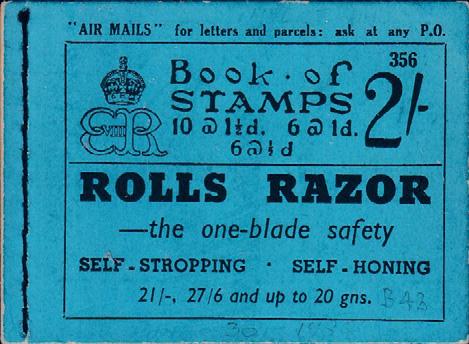 "AIR MAILS" for letters and parcels: ask at any P.O.
356
Book · of
STAMPS
2/-
10 @ 1½d. 6 @ 1d.
6 @ ½d
EVIIIR
ROLLS RAZOR
—the one-blade safety
SELF-STROPPING · SELF-HONING
21/-, 27/6 and up to 20 gns.
B43